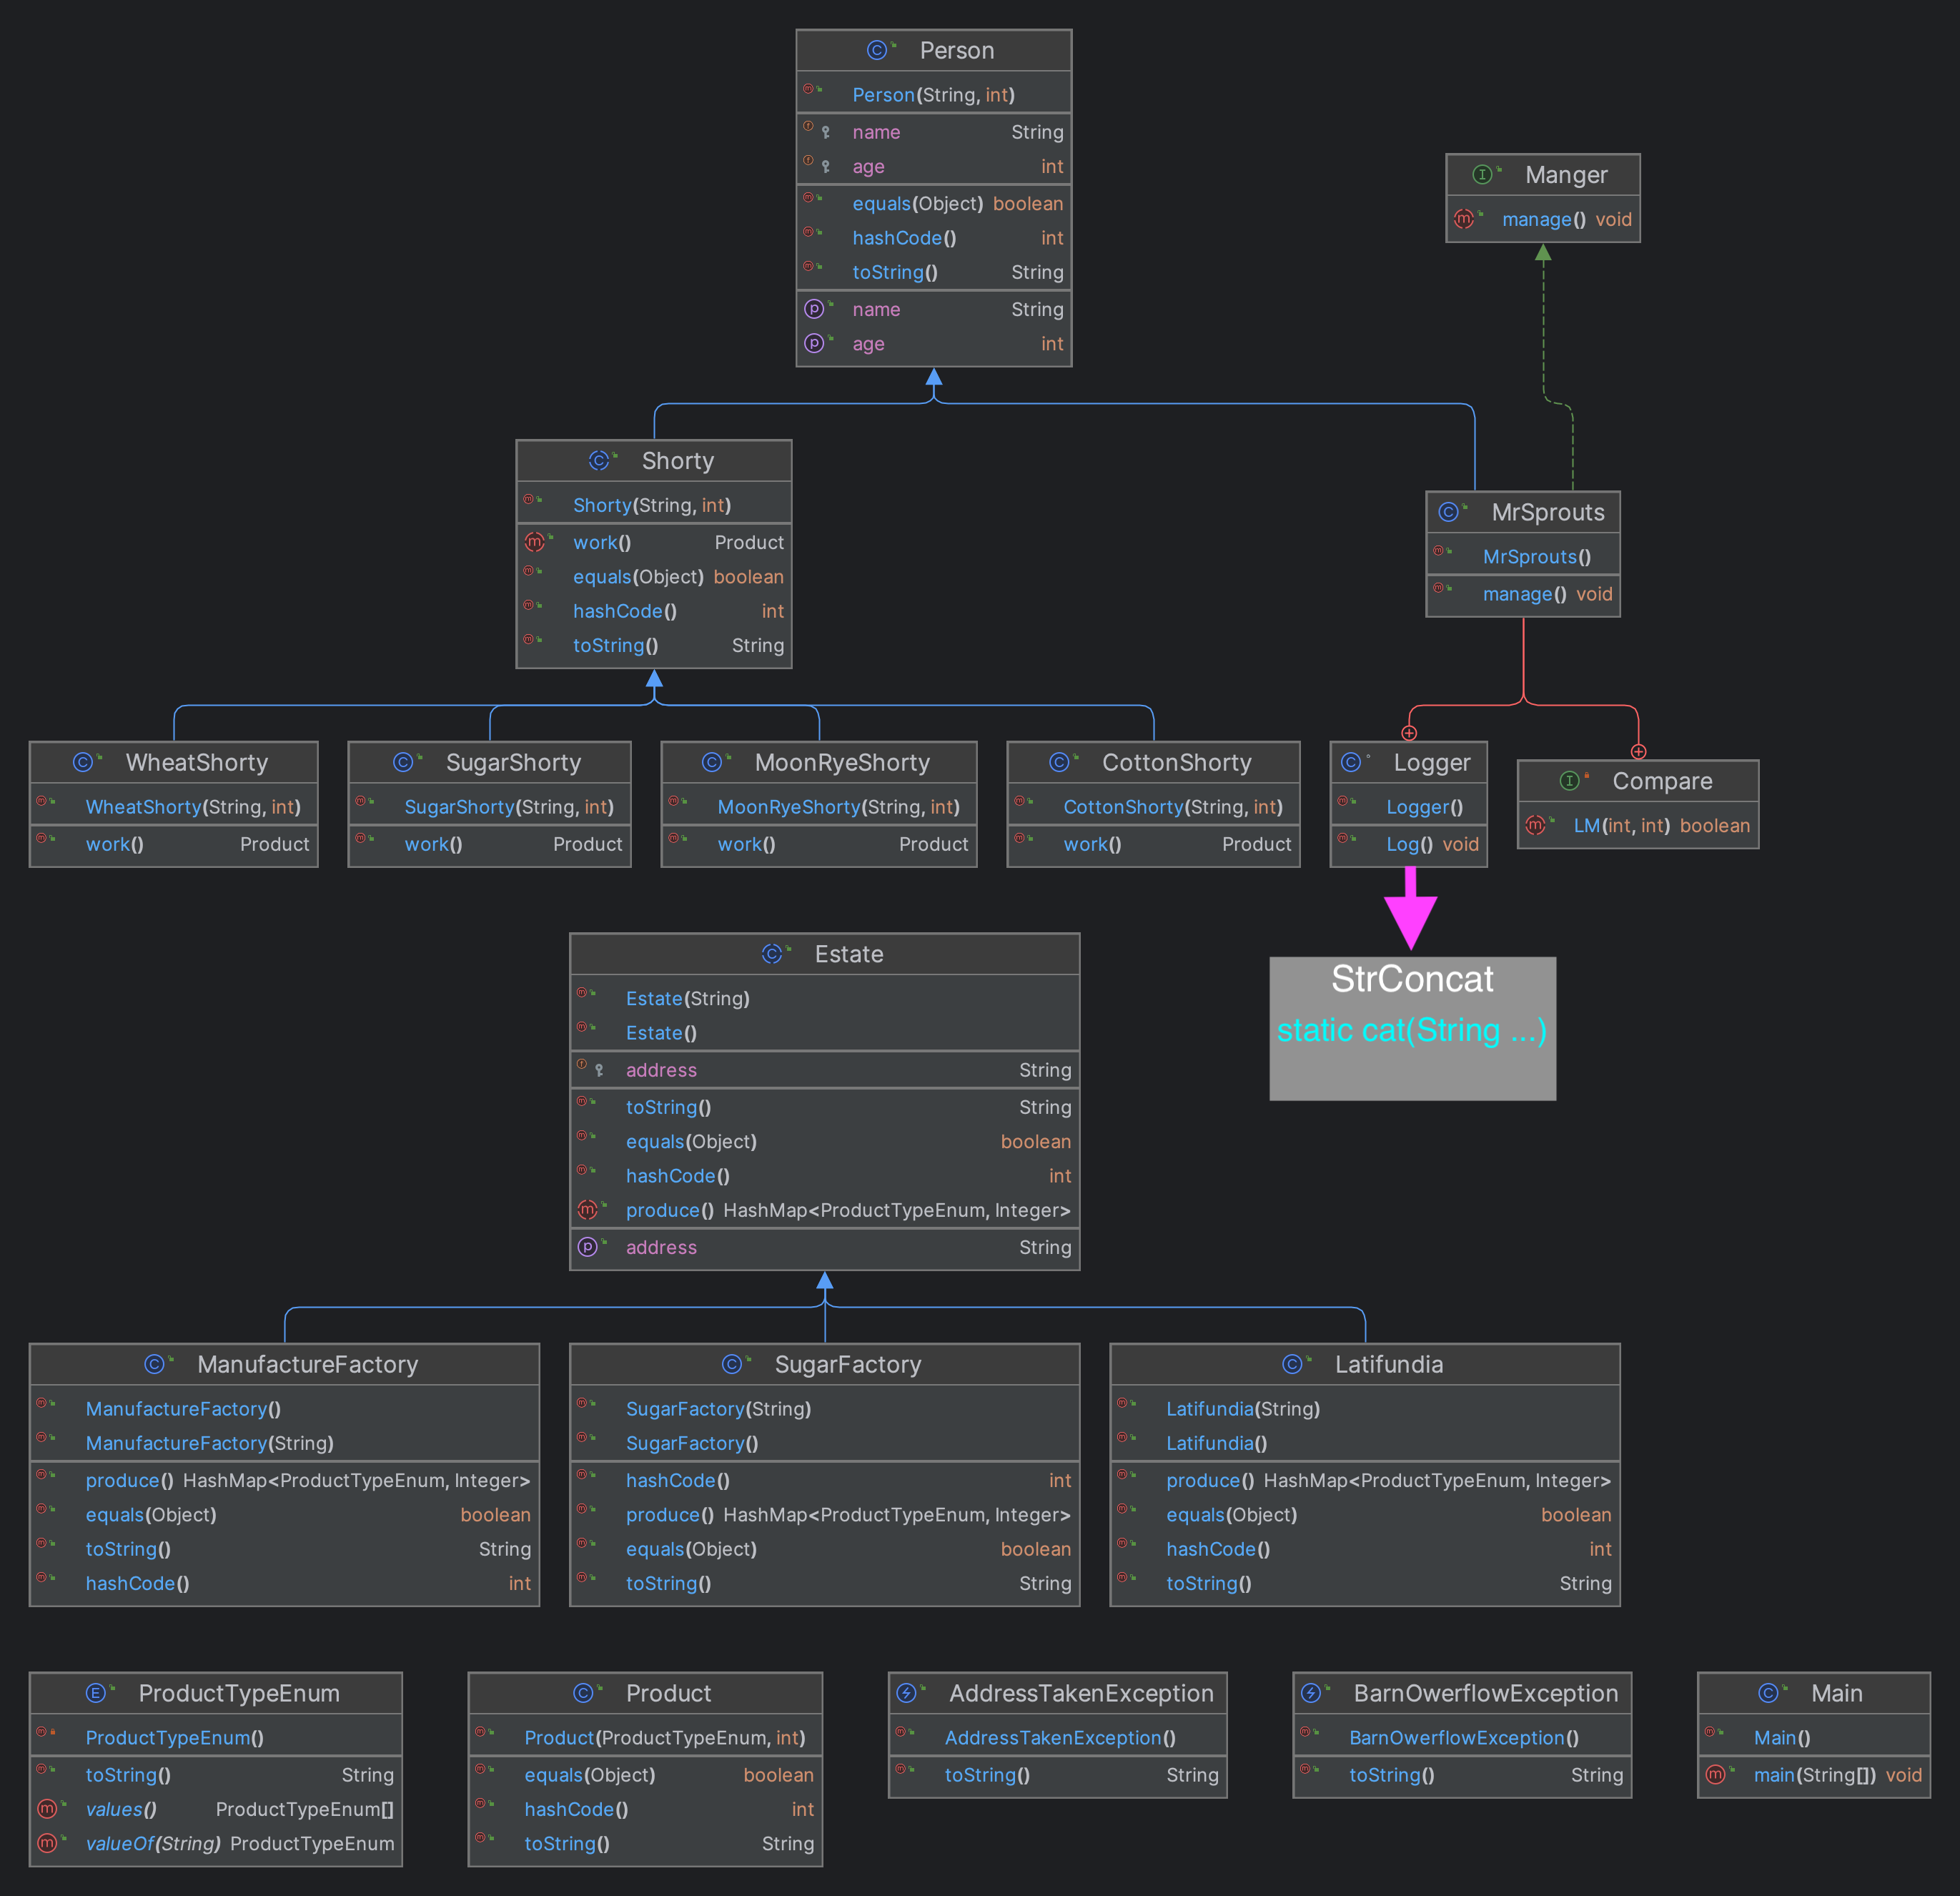 Person
Person(String, int)
name String
age int
equals(Object) boolean
hashCode() int
toString() String
name String
age int
Manger
manage() void
Shorty
Shorty(String, int)
work() Product
equals(Object) boolean
hashCode() int
toString() String
MrSprouts
MrSprouts()
manage() void
WheatShorty
WheatShorty(String, int)
work() Product
SugarShorty
SugarShorty(String, int)
work() Product
MoonRyeShorty
MoonRyeShorty(String, int)
work() Product
CottonShorty
CottonShorty(String, int)
work() Product
Logger
Logger()
Log() void
Compare
LM(int, int) boolean
StrConcat
static cat(String ...)
Estate
Estate(String)
Estate()
address String
toString() String
equals(Object) boolean
hashCode() int
produce() HashMap<ProductTypeEnum, Integer>
address String
ManufactureFactory
ManufactureFactory()
ManufactureFactory(String)
produce() HashMap<ProductTypeEnum, Integer>
equals(Object) boolean
toString() String
hashCode() int
SugarFactory
SugarFactory(String)
SugarFactory()
hashCode() int
produce() HashMap<ProductTypeEnum, Integer>
equals(Object) boolean
toString() String
Latifundia
Latifundia(String)
Latifundia()
produce() HashMap<ProductTypeEnum, Integer>
equals(Object) boolean
hashCode() int
toString() String
ProductTypeEnum
ProductTypeEnum()
toString() String
values() ProductTypeEnum[]
valueOf(String) ProductTypeEnum
Product
Product(ProductTypeEnum, int)
equals(Object) boolean
hashCode() int
toString() String
AddressTakenException
AddressTakenException()
toString() String
BarnOwerflowException
BarnOwerflowException()
toString() String
Main
Main()
main(String[]) void